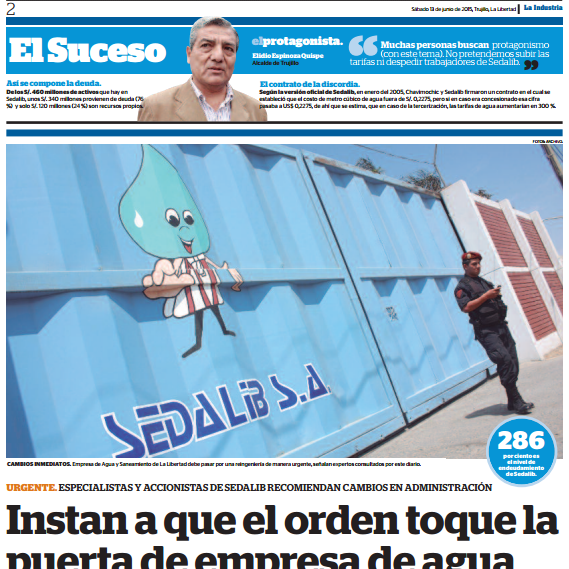 2
Sábado 13 de junio de 2015, Trujillo, La Libertad
La Industria
El Suceso
elprotagonista.
Elidio Espinoza Quispe
Alcalde de Trujillo
Muchas personas buscan protagonismo
(con este tema). No pretendemos subir las
tarifas ni despedir trabajadores de Sedalib.
Así se compone la deuda.
De los S/. 460 millones de activos que hay en
Sedalib, unos S/. 340 millones provienen de deuda (76
%) y solo S/. 120 millones (24 %) son recursos propios.
El contrato de la discordia.
Según la versión oficial de Sedalib, en enero del 2005, Chavimochic y Sedalib firmaron un contrato en el cual se
estableció que el costo de metro cúbico de agua fuera de S/. 0,2275, pero si en caso era concesionado esa cifra
pasaba a US$ 0,2275, de ahí que se estima, que en caso de la tercerización, las tarifas de agua aumentarían en 300 %.
FOTOS: ARCHIVO.
SEDALIB S.A.
286
por ciento es
el nivel de
endeudamiento
de Sedalib.
CAMBIOS INMEDIATOS. Empresa de Agua y Saneamiento de La Libertad debe pasar por una reingeniería de manera urgente, señalan expertos consultados por este diario.
URGENTE. ESPECIALISTAS Y ACCIONISTAS DE SEDALIB RECOMIENDAN CAMBIOS EN ADMINISTRACIÓN
Instan a que el orden toque la
puerta de empresa de agua